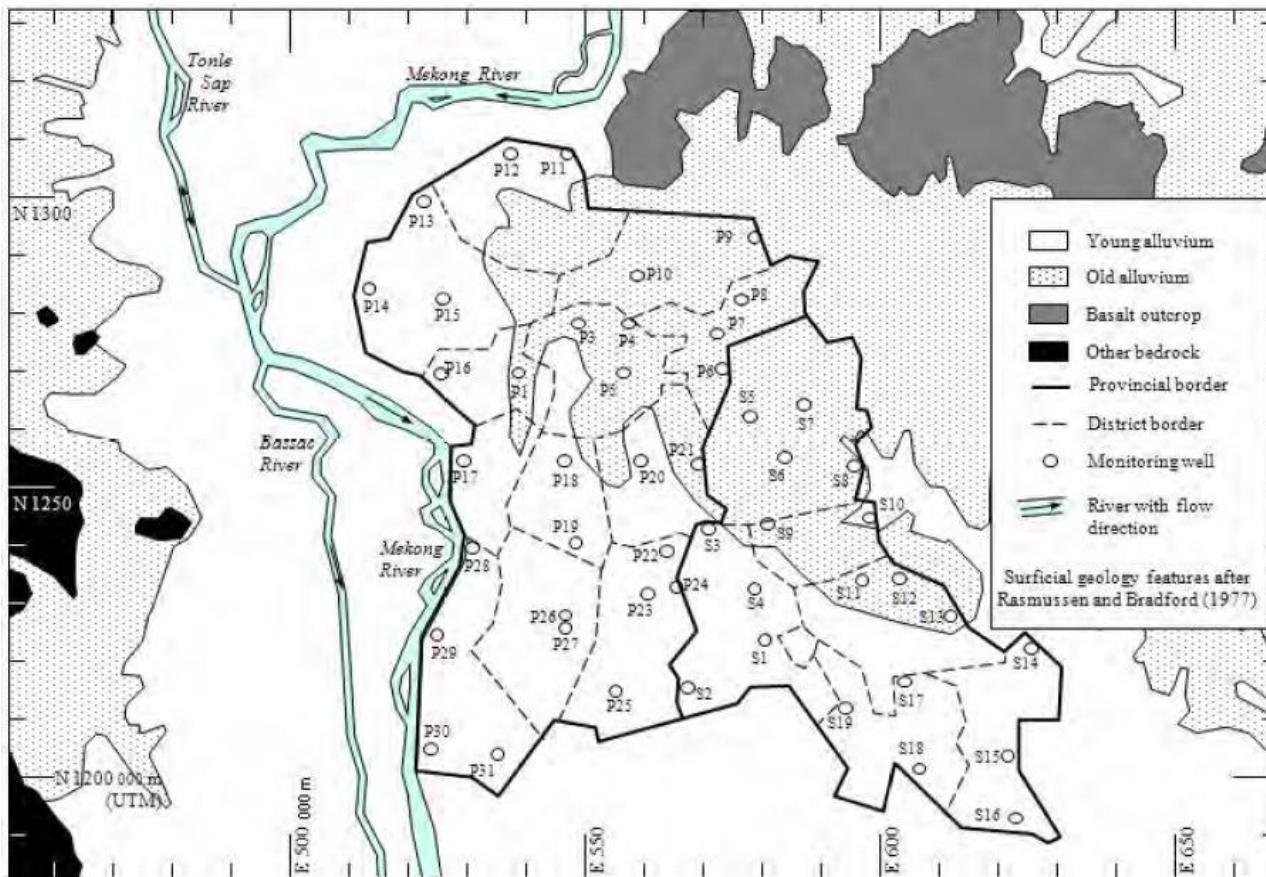 Tonle
Sap
River
Mekong River
P12
P11
N 1300
P13
P9
P10
P14
P15
P8
P3
P4
P7
P16
P1
P5
P6
S5
S7
Bassac
River
P17
P18
P20
P21
S6
S8
N 1250
S10
P19
S3
S9
Mekong
River
P28
P22
P24
P23
S4
S11
S12
S13
P26
P27
P29
S1
S14
P25
S2
S17
S19
P30
P31
S18
S15
S16
N 1200 000 m
(UTM)
E 500 000 m
E 550
E 600
E 650
Young alluvium
Old alluvium
Basalt outcrop
Other bedrock
Provincial border
District border
Monitoring well
River with flow
direction
Surficial geology features after
Rasmussen and Bradford (1977)